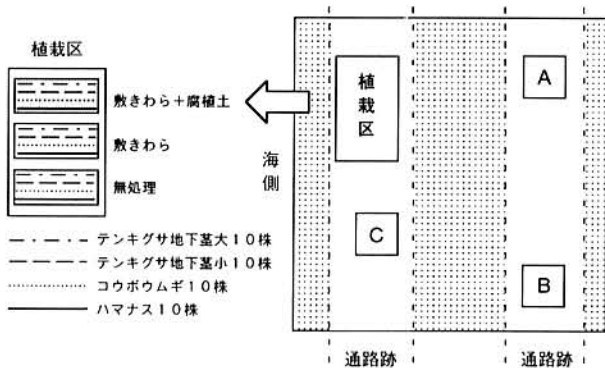 植栽区
敷きわら+腐植土
敷きわら
無処理
テンキグサ地下茎大10株
テンキグサ地下茎小10株
コウボウムギ10株
ハマナス10株
海側
植栽区
A
C
B
通路跡
通路跡